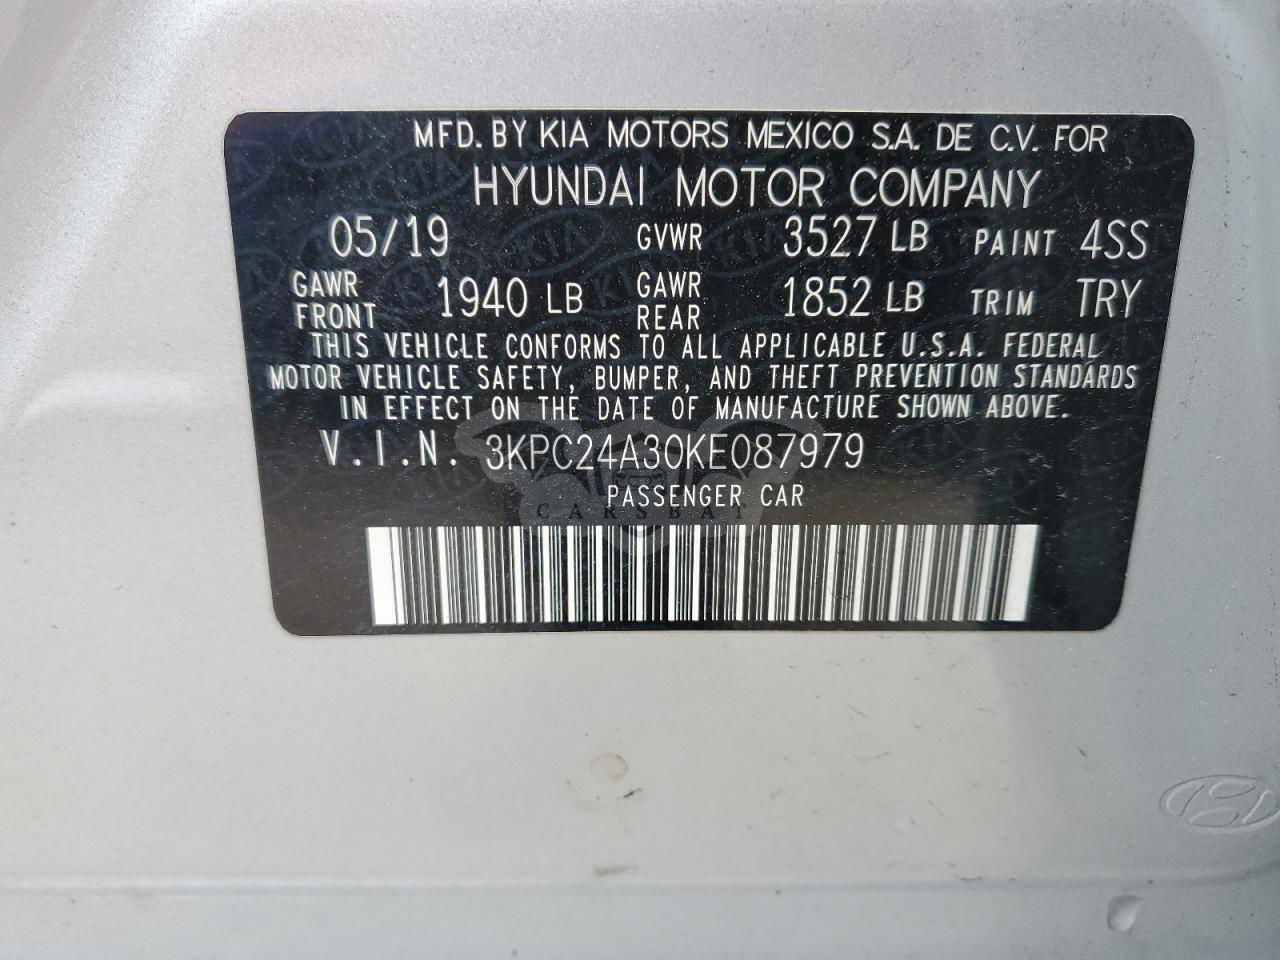 MFD. BY KIA MOTORS MEXICO S.A. DE C.V. FOR
HYUNDAI MOTOR COMPANY
05/19 GVWR 3527 LB PAINT 4SS
GAWR FRONT 1940 LB GAWR REAR 1852 LB TRIM TRY
THIS VEHICLE CONFORMS TO ALL APPLICABLE U.S.A. FEDERAL
MOTOR VEHICLE SAFETY, BUMPER, AND THEFT PREVENTION STANDARDS
IN EFFECT ON THE DATE OF MANUFACTURE SHOWN ABOVE.
V.I.N. 3KPC24A30KE087979
PASSENGER CAR
CARSBAT